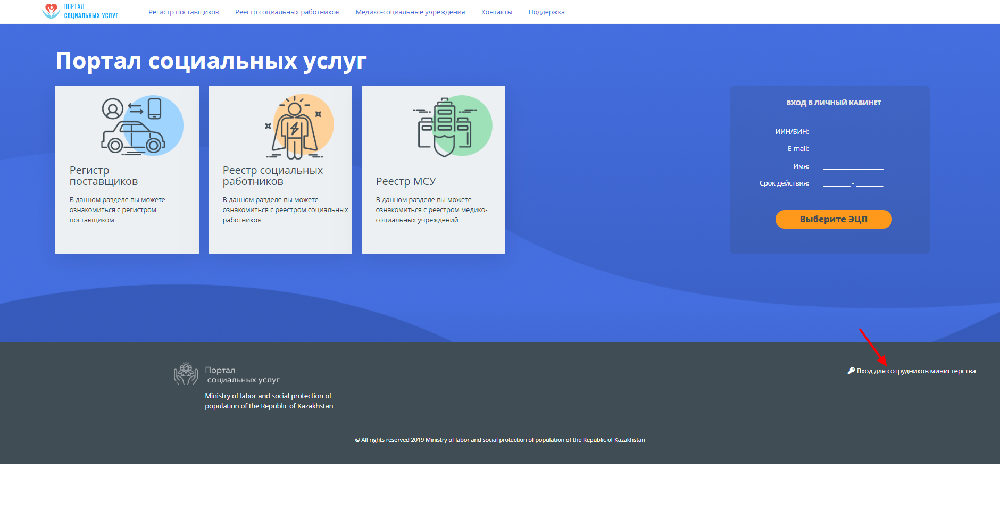 ПОРТАЛ
СОЦИАЛЬНЫХ УСЛУГ
Регистр поставщиков
Реестр социальных работников
Медико-социальные учреждения
Контакты
Поддержка
Портал социальных услуг
Регистр
поставщиков
В данном разделе вы можете
ознакомиться с регистром
поставщиком
Реестр социальных
работников
В данном разделе вы можете
ознакомиться с реестром социальных
работников
Реестр МСУ
В данном разделе вы можете
ознакомиться с реестром медико-
социальных учреждений
ВХОД В ЛИЧНЫЙ КАБИНЕТ
ИИН/БИН:
E-mail:
Имя:
Срок действия: -
Выберите ЭЦП
Портал
социальных услуг
Ministry of labor and social protection of
population of the Republic of Kazakhstan
Вход для сотрудников министерства
© All rights reserved 2019 Ministry of labor and social protection of population of the Republic of Kazakhstan